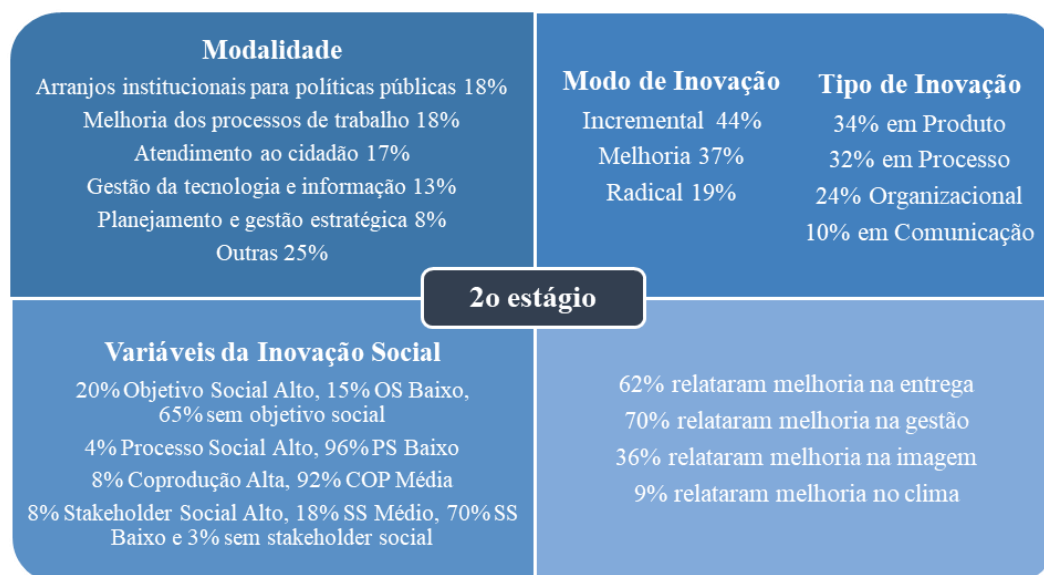 Modalidade
Arranjos institucionais para políticas públicas 18%
Melhoria dos processos de trabalho 18%
Atendimento ao cidadão 17%
Gestão da tecnologia e informação 13%
Planejamento e gestão estratégica 8%
Outras 25%
Modo de Inovação
Incremental 44%
Melhoria 37%
Radical 19%
Tipo de Inovação
34% em Produto
32% em Processo
24% Organizacional
10% em Comunicação
2o estágio
Variáveis da Inovação Social
20% Objetivo Social Alto, 15% OS Baixo,
65% sem objetivo social
4% Processo Social Alto, 96% PS Baixo
8% Coprodução Alta, 92% COP Média
8% Stakeholder Social Alto, 18% SS Médio, 70% SS
Baixo e 3% sem stakeholder social
62% relataram melhoria na entrega
70% relataram melhoria na gestão
36% relataram melhoria na imagem
9% relataram melhoria no clima